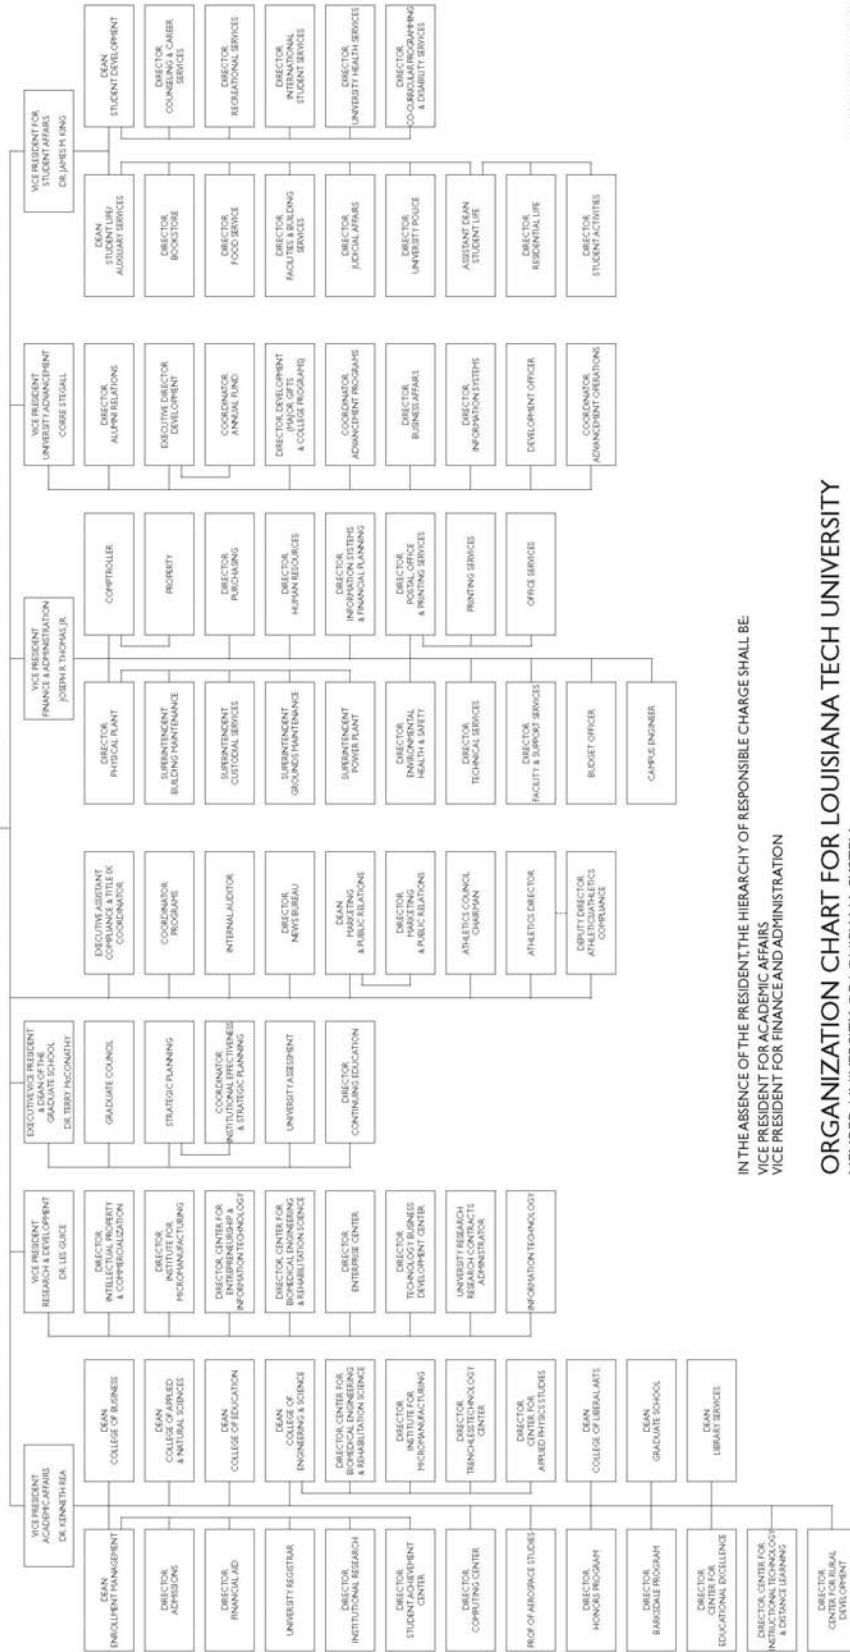 VICE PRESIDENT
ACADEMIC AFFAIRS
DR. KENNETH REA
DEAN
ENROLLMENT MANAGEMENT
DIRECTOR
ADMISSIONS
DIRECTOR
FINANCIAL AID
UNIVERSITY REGISTRAR
DIRECTOR
INSTITUTIONAL RESEARCH
DIRECTOR
STUDENT ACHIEVEMENT
CENTER
DIRECTOR
COMPUTING CENTER
PROF OF AEROSPACE STUDIES
DIRECTOR
HONORS PROGRAM
DIRECTOR
BARKSDALE PROGRAM
DIRECTOR
CENTER FOR
EDUCATIONAL EXCELLENCE
DIRECTOR, CENTER FOR
INSTRUCTIONAL TECHNOLOGY
& DISTANCE LEARNING
DIRECTOR
CENTER FOR RURAL
DEVELOPMENT
DEAN
COLLEGE OF BUSINESS
DEAN
COLLEGE OF APPLIED
& NATURAL SCIENCES
DEAN
COLLEGE OF EDUCATION
DEAN
COLLEGE OF
ENGINEERING & SCIENCE
DIRECTOR, CENTER FOR
BIOMEDICAL ENGINEERING
& REHABILITATION SCIENCE
DIRECTOR
INSTITUTE FOR
MICROMANUFACTURING
DIRECTOR
TRENCHLESS TECHNOLOGY
CENTER
DIRECTOR
CENTER FOR
APPLIED PHYSICS STUDIES
DEAN
COLLEGE OF LIBERAL ARTS
DEAN
GRADUATE SCHOOL
DEAN
LIBRARY SERVICES
VICE PRESIDENT
RESEARCH & DEVELOPMENT
DR. LES GUICE
DIRECTOR
INTELLECTUAL PROPERTY
& COMMERCIALIZATION
DIRECTOR
INSTITUTE FOR
MICROMANUFACTURING
DIRECTOR, CENTER FOR
ENTREPRENEURSHIP &
INFORMATION TECHNOLOGY
DIRECTOR, CENTER FOR
BIOMEDICAL ENGINEERING
& REHABILITATION SCIENCE
DIRECTOR
ENTERPRISE CENTER
DIRECTOR
TECHNOLOGY BUSINESS
DEVELOPMENT CENTER
UNIVERSITY RESEARCH
RESEARCH CONTRACTS
ADMINISTRATOR
INFORMATION TECHNOLOGY
EXECUTIVE VICE PRESIDENT
& DEAN OF THE
GRADUATE SCHOOL
DR. TERRY McCONATHY
GRADUATE COUNCIL
STRATEGIC PLANNING
COORDINATOR
INSTITUTIONAL EFFECTIVENESS
& STRATEGIC PLANNING
UNIVERSITY ASSESSMENT
DIRECTOR
CONTINUING EDUCATION
EXECUTIVE ASSISTANT
COMPLIANCE & TITLE IX
COORDINATOR
COORDINATOR
PROGRAMS
INTERNAL AUDITOR
DIRECTOR
NEWS BUREAU
DEAN
MARKETING
& PUBLIC RELATIONS
DIRECTOR
MARKETING
& PUBLIC RELATIONS
ATHLETICS COUNCIL
CHAIRMAN
ATHLETICS DIRECTOR
DEPUTY DIRECTOR
ATHLETICS/ATHLETICS
COMPLIANCE
VICE PRESIDENT
FINANCE & ADMINISTRATION
JOSEPH R. THOMAS, JR.
DIRECTOR
PHYSICAL PLANT
SUPERINTENDENT
BUILDING MAINTENANCE
SUPERINTENDENT
CUSTODIAL SERVICES
SUPERINTENDENT
GROUNDS MAINTENANCE
SUPERINTENDENT
POWER PLANT
DIRECTOR
ENVIRONMENTAL
HEALTH & SAFETY
DIRECTOR
TECHNICAL SERVICES
DIRECTOR
FACILITY & SUPPORT SERVICES
BUDGET OFFICER
CAMPUS ENGINEER
COMPTROLLER
PROPERTY
DIRECTOR
PURCHASING
DIRECTOR
HUMAN RESOURCES
DIRECTOR
INFORMATION SYSTEMS
& FINANCIAL PLANNING
DIRECTOR
POSTAL OFFICE
& PRINTING SERVICES
PRINTING SERVICES
OFFICE SERVICES
VICE PRESIDENT
UNIVERSITY ADVANCEMENT
CORRE STEGALL
DIRECTOR
ALUMNI RELATIONS
EXECUTIVE DIRECTOR
DEVELOPMENT
COORDINATOR
ANNUAL FUND
DIRECTOR, DEVELOPMENT
(MAJOR GIFTS
& COLLEGE PROGRAMS)
COORDINATOR
ADVANCEMENT PROGRAMS
DIRECTOR
BUSINESS AFFAIRS
DIRECTOR
INFORMATION SYSTEMS
DEVELOPMENT OFFICER
COORDINATOR
ADVANCEMENT OPERATIONS
VICE PRESIDENT FOR
STUDENT AFFAIRS
DR. JAMES M. KING
DEAN
STUDENT LIFE/
AUXILIARY SERVICES
DIRECTOR
BOOKSTORE
DIRECTOR
FOOD SERVICE
DIRECTOR
FACILITIES & BUILDING
SERVICES
DIRECTOR
JUDICIAL AFFAIRS
DIRECTOR
UNIVERSITY POLICE
ASSISTANT DEAN
STUDENT LIFE
DIRECTOR
RESIDENTIAL LIFE
DIRECTOR
STUDENT ACTIVITIES
DEAN
STUDENT DEVELOPMENT
DIRECTOR
COUNSELING & CAREER
SERVICES
DIRECTOR
RECREATIONAL SERVICES
DIRECTOR
INTERNATIONAL
STUDENT SERVICES
DIRECTOR
UNIVERSITY HEALTH SERVICES
DIRECTOR
CO-CURRICULAR PROGRAMMING
& DISABILITY SERVICES
IN THE ABSENCE OF THE PRESIDENT, THE HIERARCHY OF RESPONSIBLE CHARGE SHALL BE:
VICE PRESIDENT FOR ACADEMIC AFFAIRS
VICE PRESIDENT FOR FINANCE AND ADMINISTRATION
ORGANIZATION CHART FOR LOUISIANA TECH UNIVERSITY